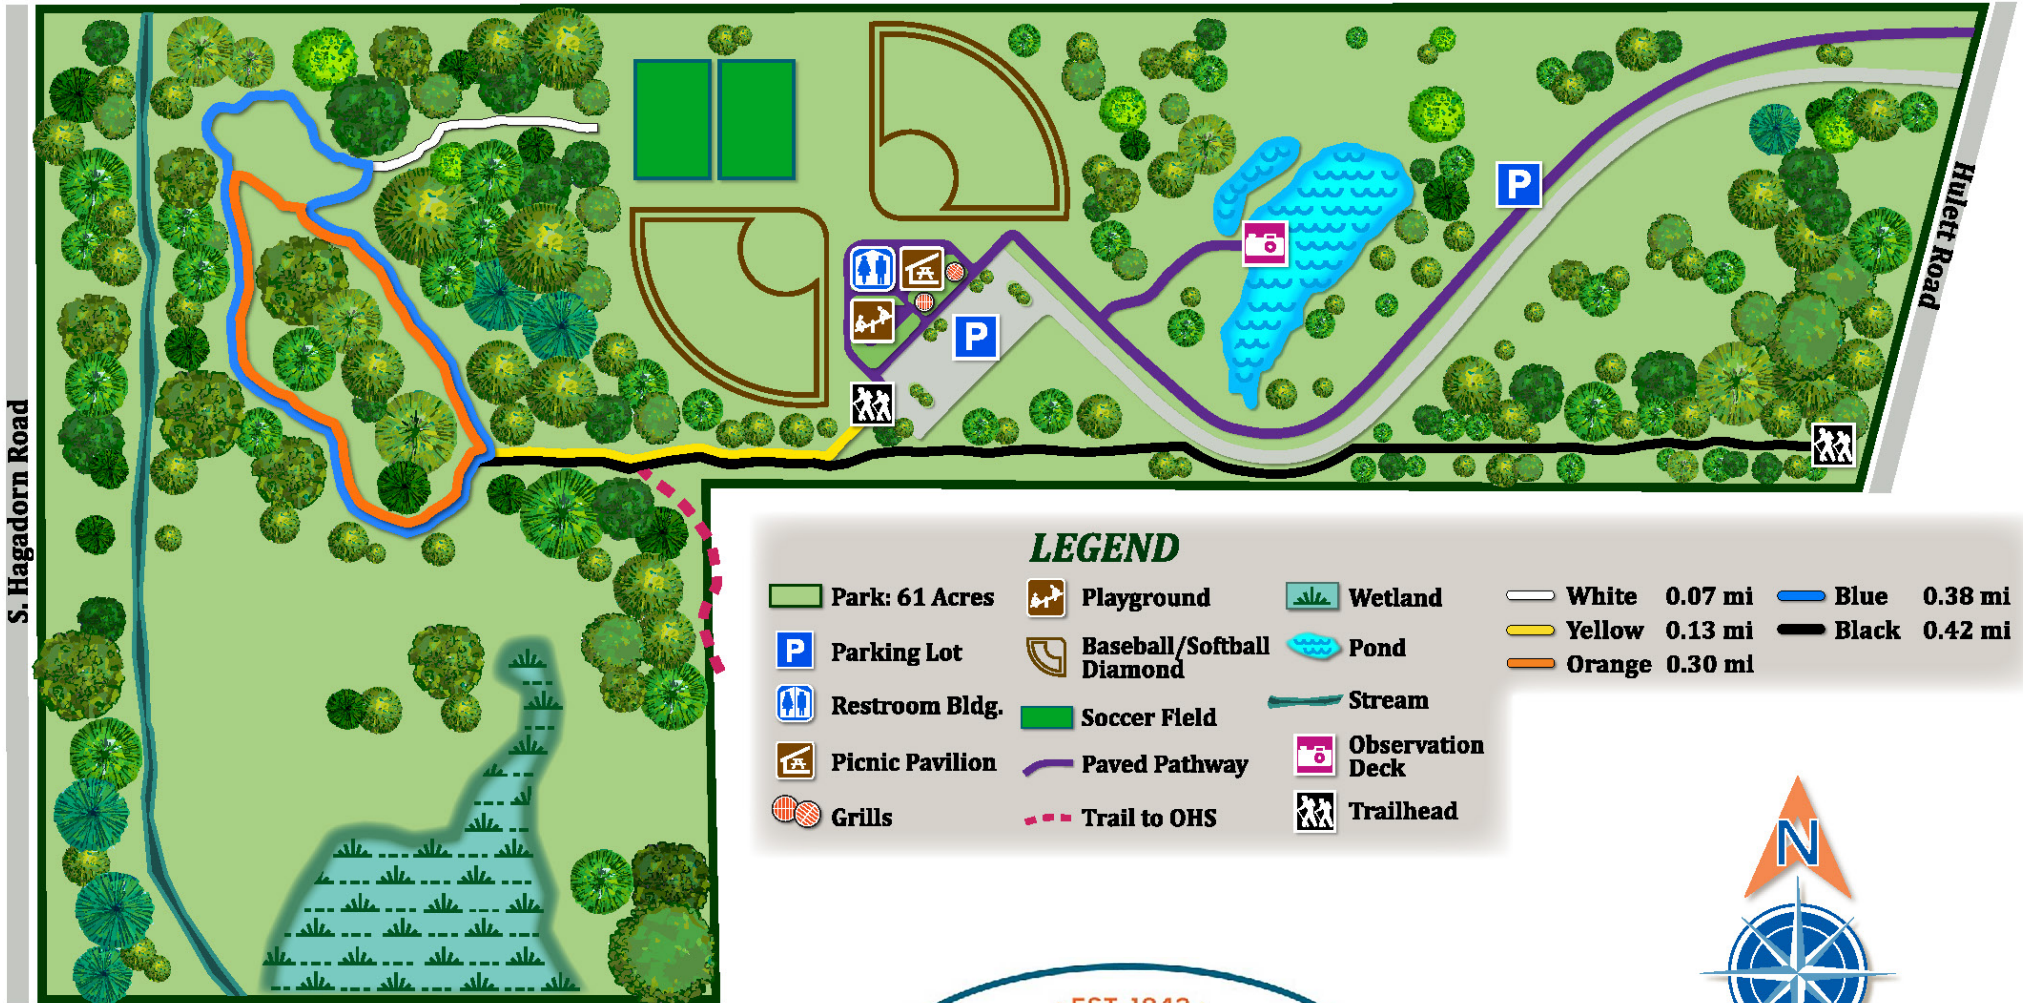 S. Hagadorn Road
Hulett Road
P
P
LEGEND
Park: 61 Acres
Parking Lot
Restroom Bldg.
Picnic Pavilion
Grills
Playground
Baseball/Softball
Diamond
Soccer Field
Paved Pathway
Trail to OHS
Wetland
Pond
Stream
Observation
Deck
Trailhead
White 0.07 mi
Yellow 0.13 mi
Orange 0.30 mi
Blue 0.38 mi
Black 0.42 mi
P
N